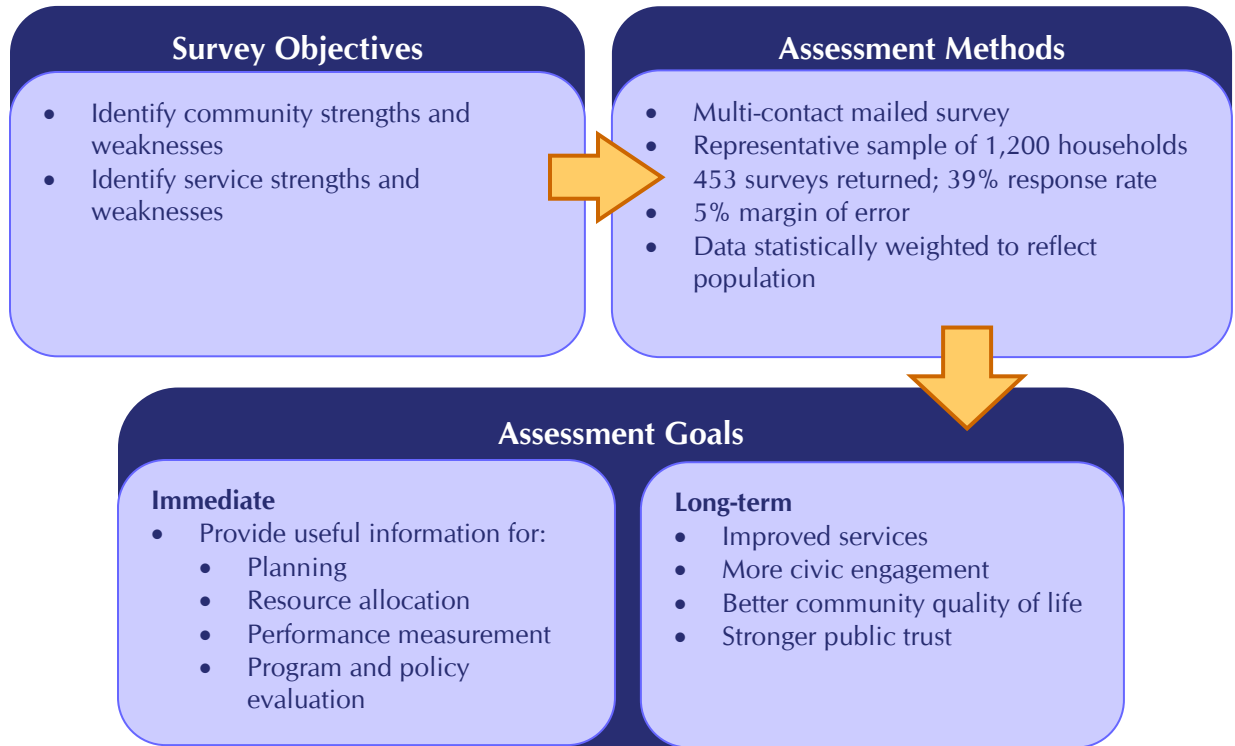 Survey Objectives
• Identify community strengths and
weaknesses
• Identify service strengths and
weaknesses
Assessment Methods
• Multi-contact mailed survey
• Representative sample of 1,200 households
453 surveys returned; 39% response rate
• 5% margin of error
• Data statistically weighted to reflect
population
Assessment Goals
Immediate
• Provide useful information for:
• Planning
• Resource allocation
• Performance measurement
• Program and policy
evaluation
Long-term
• Improved services
• More civic engagement
• Better community quality of life
• Stronger public trust